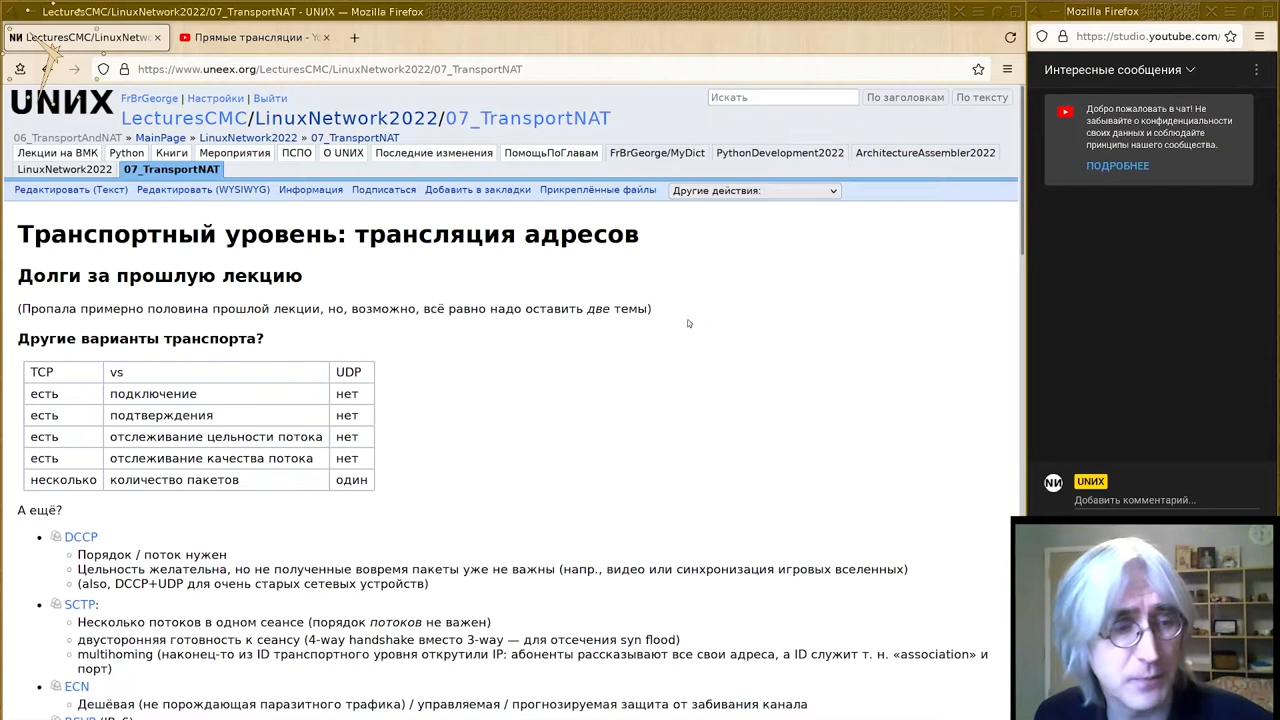 LecturesCMC/LinuxNetwork2022/07_TransportNAT - UNИX — Mozilla Firefox
Mozilla Firefox
LecturesCMC/LinuxNetwo
Прямые трансляции - Yo
https://www.uneex.org/LecturesCMC/LinuxNetwork2022/07_TransportNAT
https://studio.youtube.com/
UNИX
FrBrGeorge | Настройки | Выйти
Искать
По заголовкам
По тексту
LecturesCMC/LinuxNetwork2022/07_TransportNAT
06_TransportAndNAT » MainPage » LinuxNetwork2022 » 07_TransportNAT
Лекции на ВМК Python Книги Мероприятия ПСПО О UNИX Последние изменения ПомощьПоГлавам FrBrGeorge/MyDict PythonDevelopment2022 ArchitectureAssembler2022
LinuxNetwork2022 07_TransportNAT
Редактировать (Текст) Редактировать (WYSIWYG) Информация Подписаться Добавить в закладки Прикреплённые файлы Другие действия:
Транспортный уровень: трансляция адресов
Долги за прошлую лекцию
(Пропала примерно половина прошлой лекции, но, возможно, всё равно надо оставить две темы)
Другие варианты транспорта?
TCP vs UDP
есть подключение нет
есть подтверждения нет
есть отслеживание цельности потока нет
есть отслеживание качества потока нет
несколько количество пакетов один
А ещё?
DCCP
Порядок / поток нужен
Цельность желательна, но не полученные вовремя пакеты уже не важны (напр., видео или синхронизация игровых вселенных)
(also, DCCP+UDP для очень старых сетевых устройств)
SCTP:
Несколько потоков в одном сеансе (порядок потоков не важен)
двусторонняя готовность к сеансу (4-way handshake вместо 3-way — для отсечения syn flood)
multihoming (наконец-то из ID транспортного уровня открутили IP: абоненты рассказывают все свои адреса, а ID служит т. н. «association» и
порт)
ECN
Дешёвая (не порождающая паразитного трафика) / управляемая / прогнозируемая защита от забивания канала
Интересные сообщения
Добро пожаловать в чат! Не
забывайте о конфиденциальности
своих данных и соблюдайте
принципы нашего сообщества.
ПОДРОБНЕЕ
NИ
UNИX
Добавить комментарий...